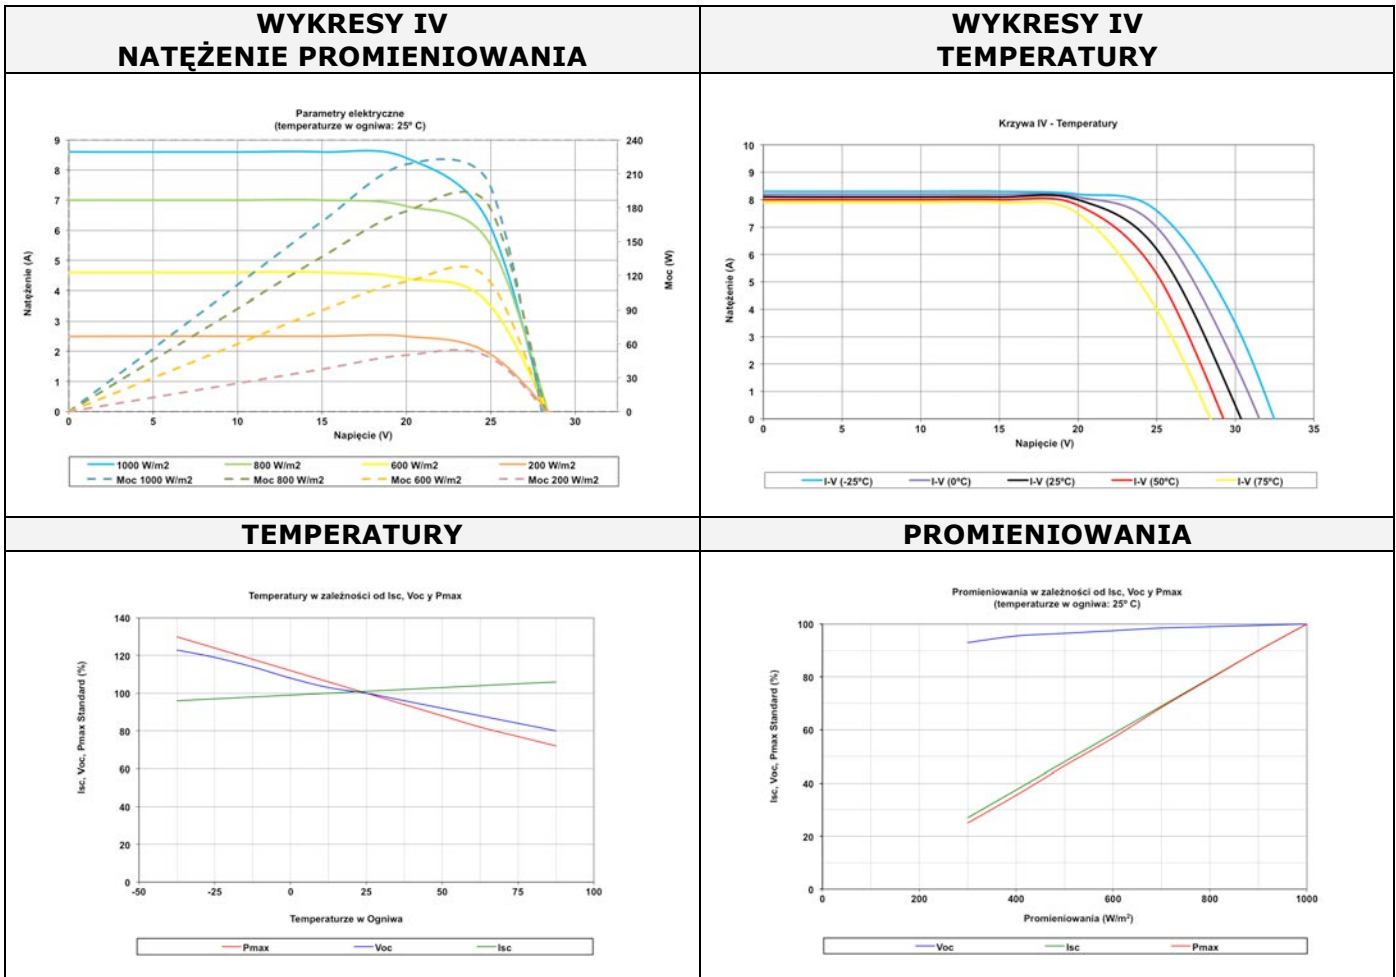 WYKRESY IV
NATĘŻENIE PROMIENIOWANIA
WYKRESY IV
TEMPERATURY
Parametry elektryczne
(temperaturze w ogniwa: 25º C)
9
8
7
6
5
4
3
2
1
0
Natężenie (A)
240
210
180
150
120
90
60
30
0
Moc (W)
0 5 10 15 20 25 30
Napięcie (V)
1000 W/m2 800 W/m2 600 W/m2 200 W/m2
Moc 1000 W/m2 Moc 800 W/m2 Moc 600 W/m2 Moc 200 W/m2
Krzywa IV - Temperatury
10
9
8
7
6
5
4
3
2
1
0
Natężenie (A)
0 5 10 15 20 25 30 35
Napięcie (V)
I-V (-25ºC) I-V (0ºC) I-V (25ºC) I-V (50ºC) I-V (75ºC)
TEMPERATURY
PROMIENIOWANIA
Temperatury w zależności od Isc, Voc y Pmax
140
120
100
80
60
40
20
0
Isc, Voc, Pmax Standard (%)
-50 -25 0 25 50 75 100
Temperaturze w Ogniwa
Pmax Voc Isc
Promieniowania w zależności od Isc, Voc y Pmax
(temperaturze w ogniwa: 25º C)
100
80
60
40
20
0
Isc, Voc, Pmax Standard (%)
0 200 400 600 800 1000
Promieniowania (W/m²)
Voc Isc Pmax